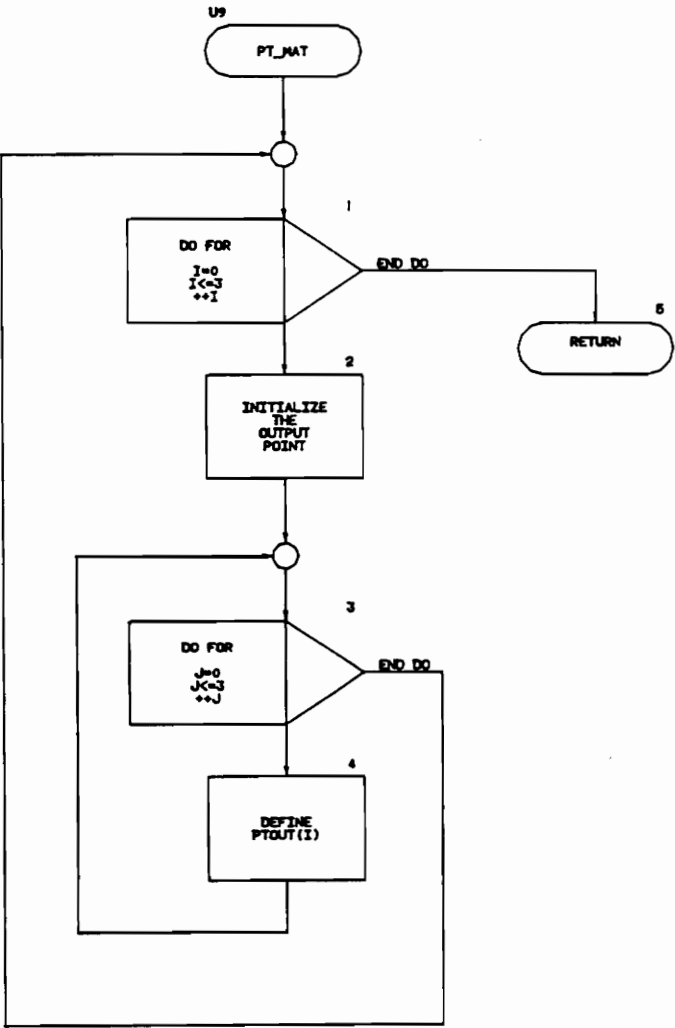 U9
PT_MAT
1
DO FOR
I=0
I<=3
++I
END DO
5
RETURN
2
INITIALIZE
THE
OUTPUT
POINT
3
DO FOR
J=0
J<=3
++J
END DO
4
DEFINE
PTOUT(I)